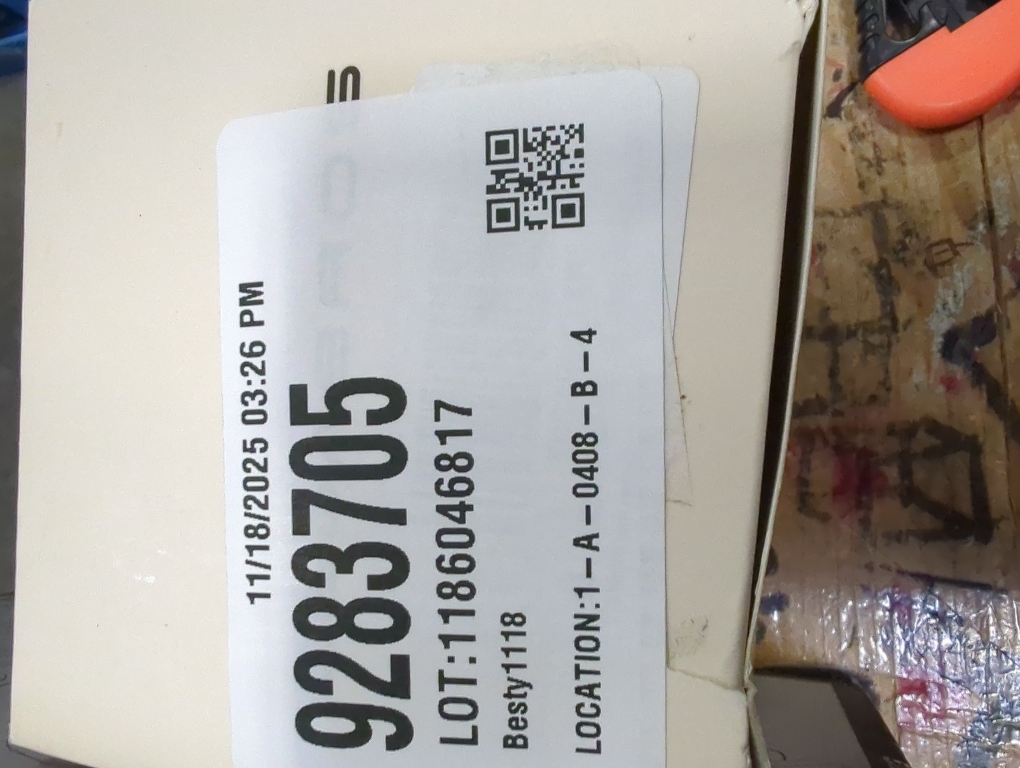 11/18/2025 03:26 PM
9283705
LOT:1186046817
Besty1118
LOCATION:1-A-0408-B-4